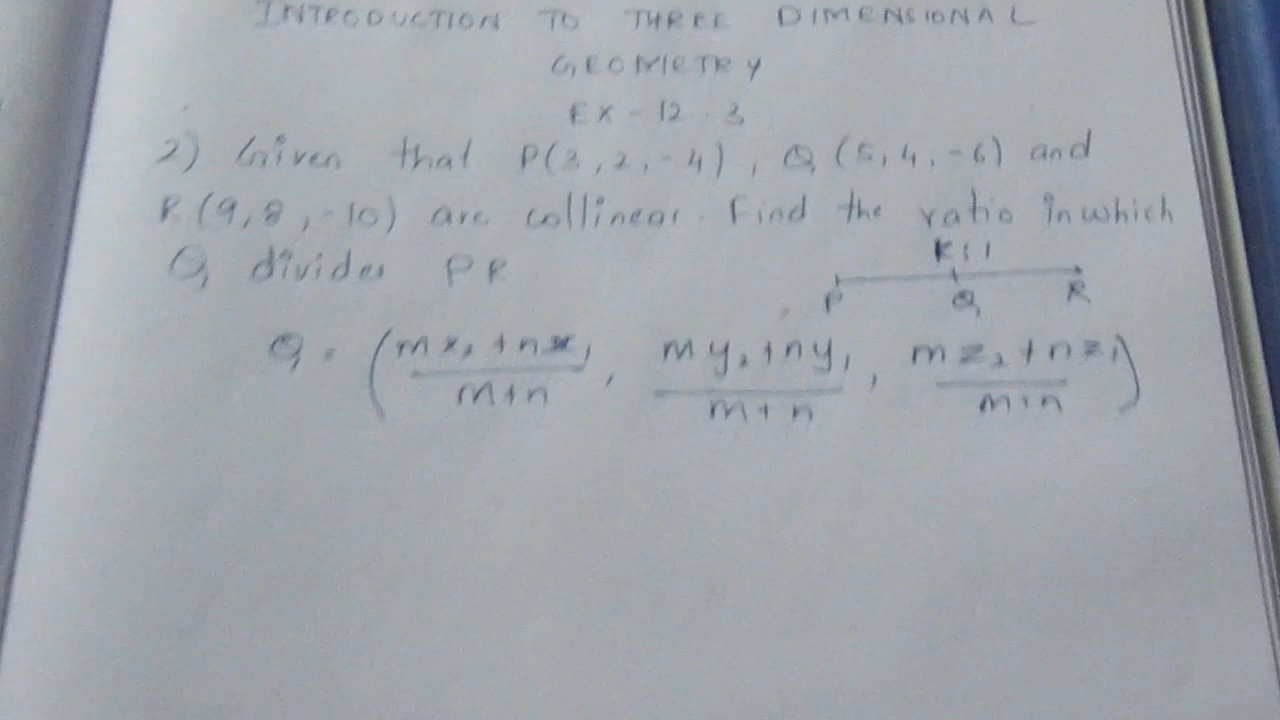 INTRODUCTION TO THREE DIMENSIONAL
GEOMETRY
EX - 12.3
2) Given that P(3, 2, -4), Q (5, 4, -6) and
R (9, 8, -10) are collinear. Find the ratio in which
Q divides PR
K:1
P Q R
Q = (mx₂ + nx₁ / m+n, my₂ + ny₁ / m+n, mz₂ + nz₁ / m+n)